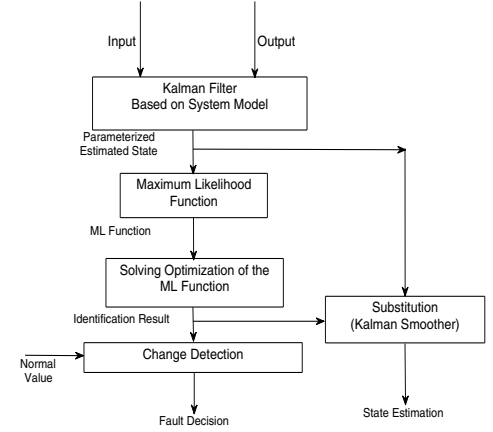 Input
Output
Kalman Filter
Based on System Model
Parameterized
Estimated State
Maximum Likelihood
Function
ML Function
Solving Optimization of the
ML Function
Identification Result
Substitution
(Kalman Smoother)
Change Detection
Normal
Value
Fault Decision
State Estimation